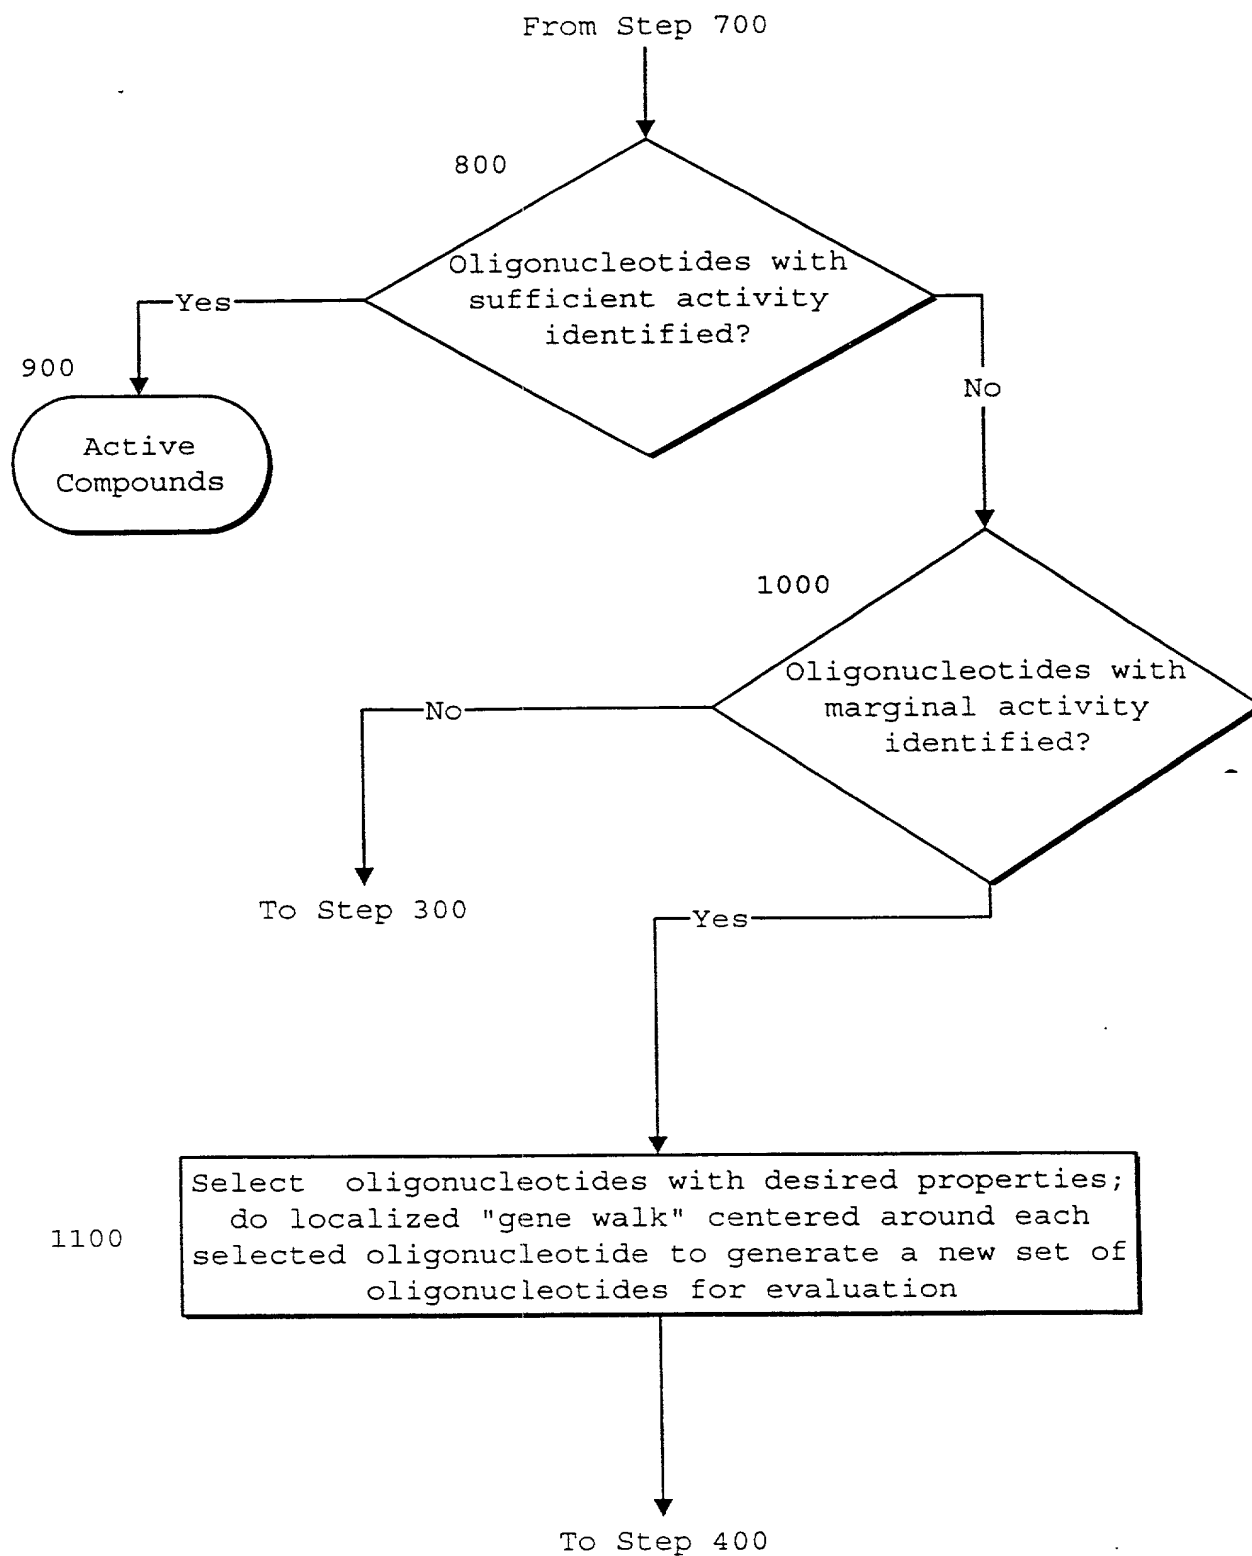 From Step 700
800
Oligonucleotides with
sufficient activity
identified?
Yes
No
900
Active
Compounds
1000
Oligonucleotides with
marginal activity
identified?
No
To Step 300
Yes
1100
Select oligonucleotides with desired properties;
do localized "gene walk" centered around each
selected oligonucleotide to generate a new set of
oligonucleotides for evaluation
To Step 400